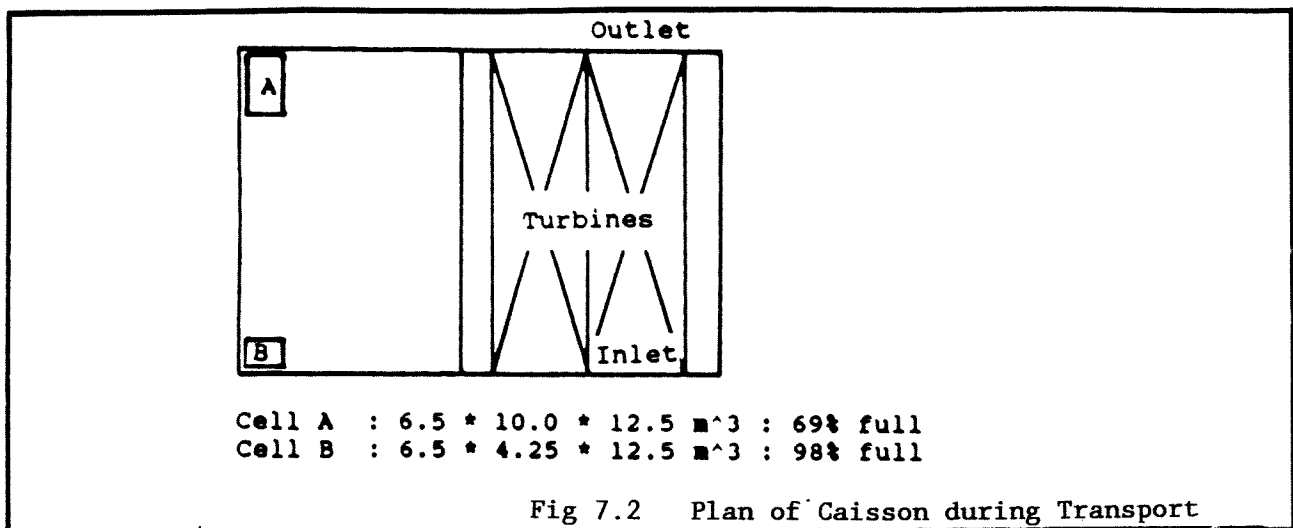 Outlet
A
Turbines
B
Inlet
Cell A : 6.5 * 10.0 * 12.5 m^3 : 69% full
Cell B : 6.5 * 4.25 * 12.5 m^3 : 98% full
Fig 7.2 Plan of Caisson during Transport